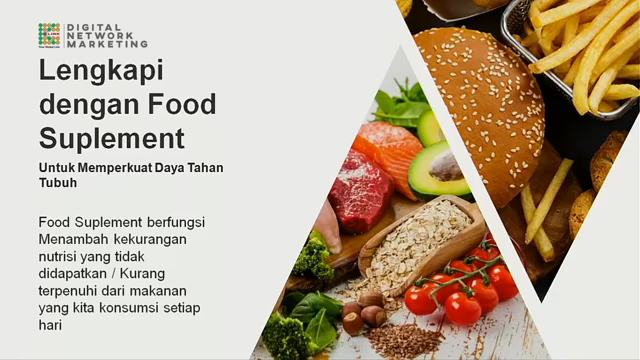 DIGITAL
NETWORK
MARKETING
Lengkapi
dengan Food
Suplement
Untuk Memperkuat Daya Tahan
Tubuh
Food Suplement berfungsi
Menambah kekurangan
nutrisi yang tidak
didapatkan / Kurang
terpenuhi dari makanan
yang kita konsumsi setiap
hari